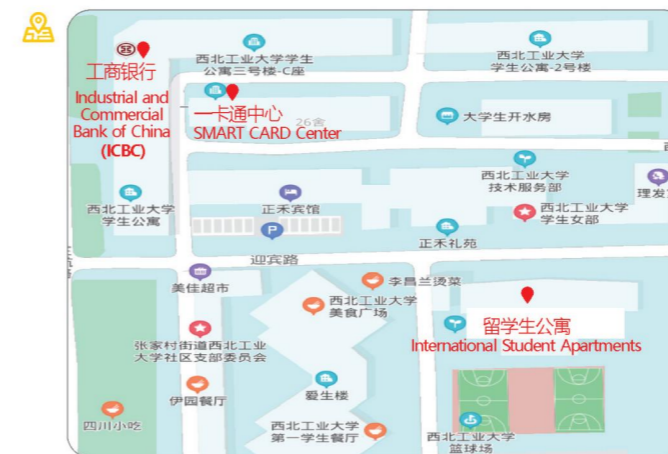 西北工业大学学生
公寓三号楼-C座
西北工业大学
学生公寓-2号楼
工商银行
Industrial and
Commercial
Bank of China
(ICBC)
一卡通中心
26舍
SMART CARD Center
大学生开水房
西北工业大学
技术服务部
理发
西北工业大学
学生公寓
正禾宾馆
P
西北工业大学
学生女部
正禾礼苑
迎宾路
美佳超市
李昌兰烫菜
西北工业大学
美食广场
留学生公寓
International Student Apartments
张家村街道西北工业
大学社区支部委员会
伊园餐厅
爱生楼
四川小吃
西北工业大学
第一学生餐厅
西北工业大学
篮球场